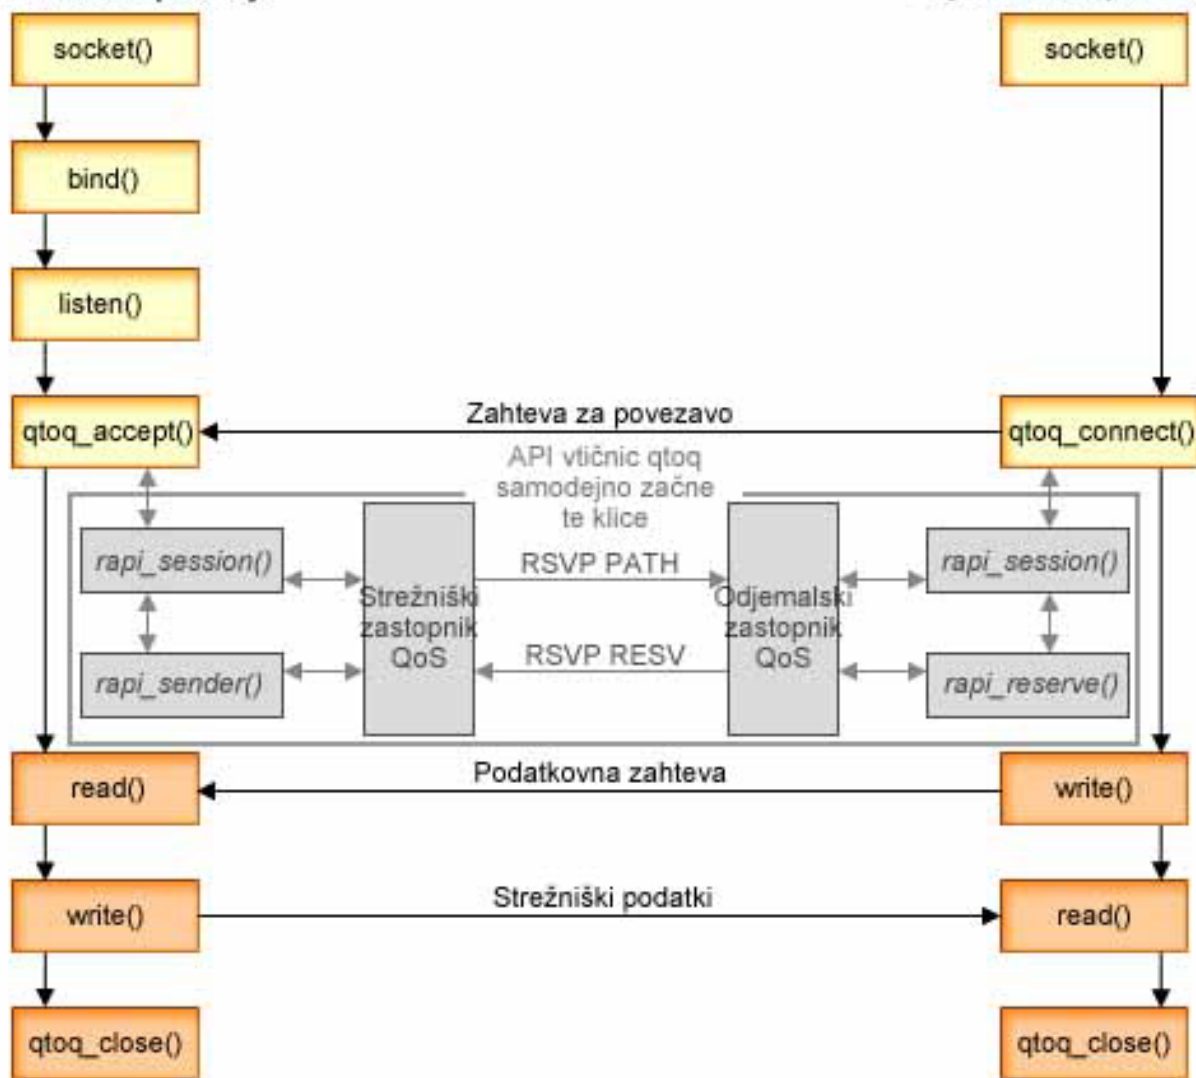 socket()
socket()
bind()
listen()
qtoq_accept()
Zahteva za povezavo
qtoq_connect()
API vtičnic qtoq
samodejno začne
te klice
rapi_session()
RSVP PATH
rapi_session()
Strežniški
zastopnik
QoS
Odjemalski
zastopnik
QoS
rapi_sender()
RSVP RESV
rapi_reserve()
read()
Podatkovna zahteva
write()
write()
Strežniški podatki
read()
qtoq_close()
qtoq_close()